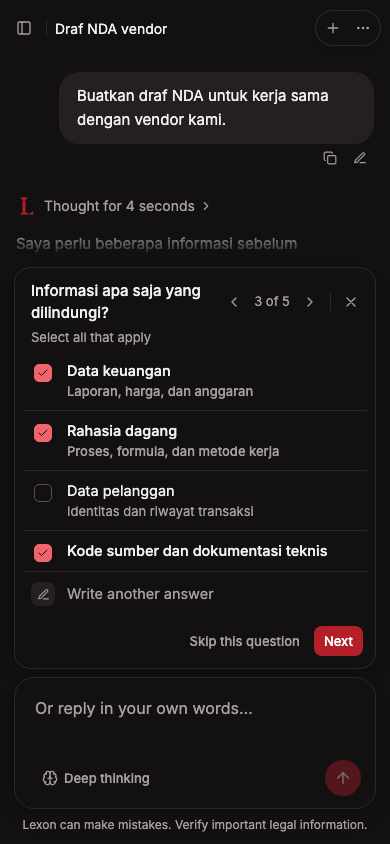 Draf NDA vendor
Buatkan draf NDA untuk kerja sama
dengan vendor kami.
L Thought for 4 seconds
Saya perlu beberapa informasi sebelum
Informasi apa saja yang
dilindungi?
3 of 5
Select all that apply
Data keuangan
Laporan, harga, dan anggaran
Rahasia dagang
Proses, formula, dan metode kerja
Data pelanggan
Identitas dan riwayat transaksi
Kode sumber dan dokumentasi teknis
Write another answer
Skip this question
Next
Or reply in your own words...
Deep thinking
Lexon can make mistakes. Verify important legal information.